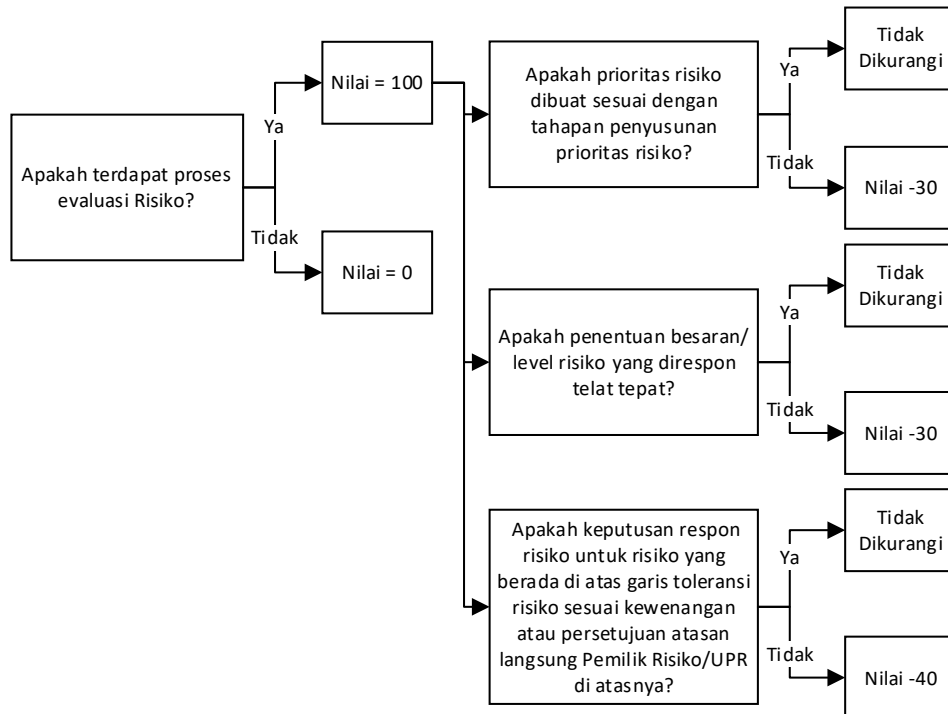 Apakah terdapat proses
evaluasi Risiko?
Ya
Tidak
Nilai = 100
Nilai = 0
Apakah prioritas risiko
dibuat sesuai dengan
tahapan penyusunan
prioritas risiko?
Ya
Tidak
Tidak
Dikurangi
Nilai -30
Apakah penentuan besaran/
level risiko yang direspon
telat tepat?
Ya
Tidak
Tidak
Dikurangi
Nilai -30
Apakah keputusan respon
risiko untuk risiko yang
berada di atas garis toleransi
risiko sesuai kewenangan
atau persetujuan atasan
langsung Pemilik Risiko/UPR
di atasnya?
Ya
Tidak
Tidak
Dikurangi
Nilai -40